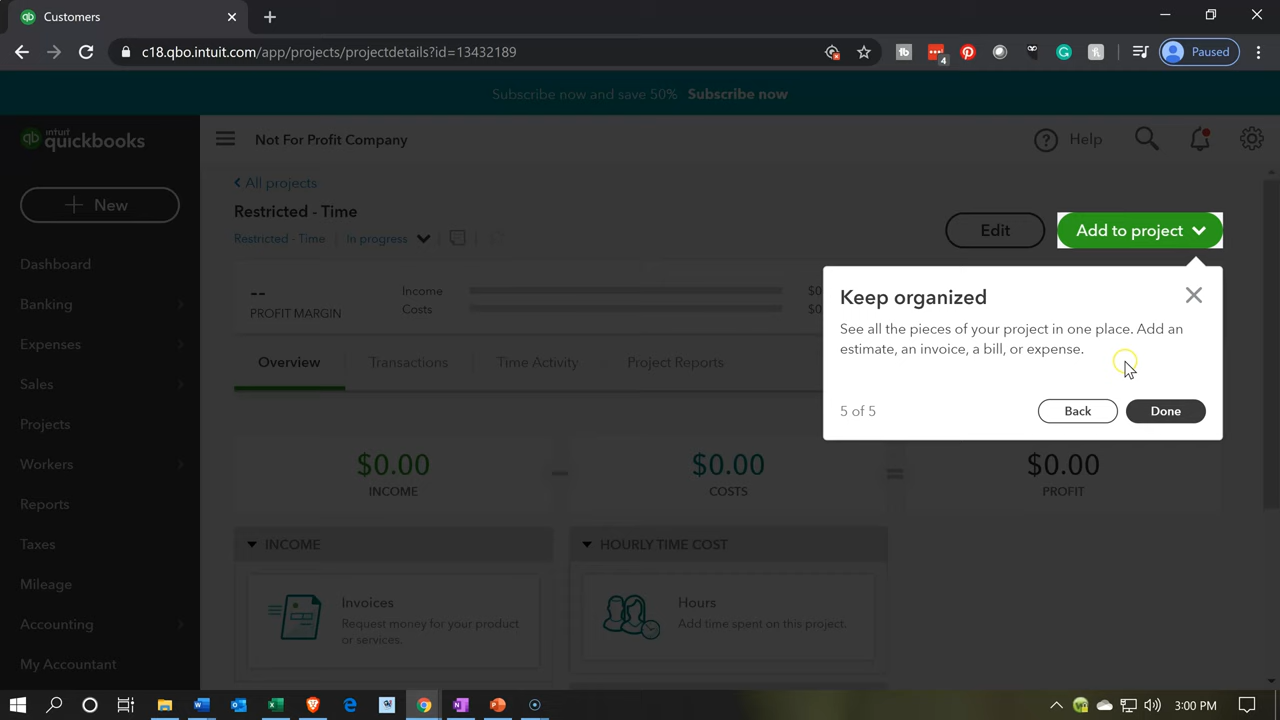 Customers
c18.qbo.intuit.com/app/projects/projectdetails?id=13432189
4
Paused
Subscribe now and save 50% Subscribe now
qb intuit quickbooks
Not For Profit Company
Help
New
All projects
Restricted - Time
Restricted - Time In progress
Edit
Add to project
Dashboard
Banking
Expenses
Sales
Projects
Workers
Reports
Taxes
Mileage
Accounting
My Accountant
--
PROFIT MARGIN
Income
Costs
Keep organized
See all the pieces of your project in one place. Add an
estimate, an invoice, a bill, or expense.
5 of 5
Back
Done
Overview
Transactions
Time Activity
Project Reports
$0.00
INCOME
$0.00
COSTS
$0.00
PROFIT
INCOME
Invoices
Request money for your product
or services.
HOURLY TIME COST
Hours
Add time spent on this project.
3:00 PM